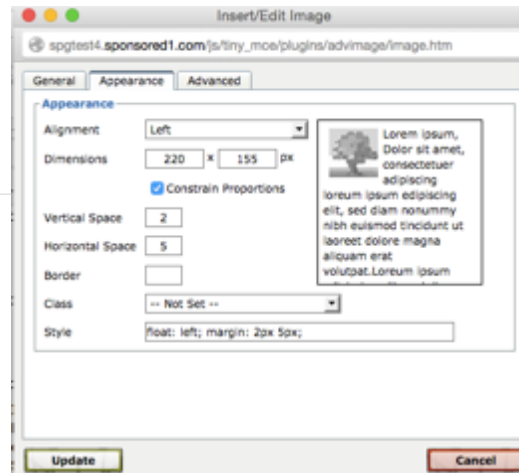 Insert/Edit Image
spgtest4.sponsored1.com/js/tiny_mce/plugins/advimage/image.htm
General Appearance Advanced
Appearance
Alignment Left
Dimensions 220 x 155 px
Constrain Proportions
Vertical Space 2
Horizontal Space 5
Border
Class -- Not Set --
Style float: left; margin: 2px 5px;
Lorem ipsum,
Dolor sit amet,
consectetuer
adipiscing
loreum ipsum edipiscing
elit, sed diam nonummy
nibh euismod tincidunt ut
laoreet dolore magna
aliquam erat
volutpat.Loreum ipsum
Update Cancel